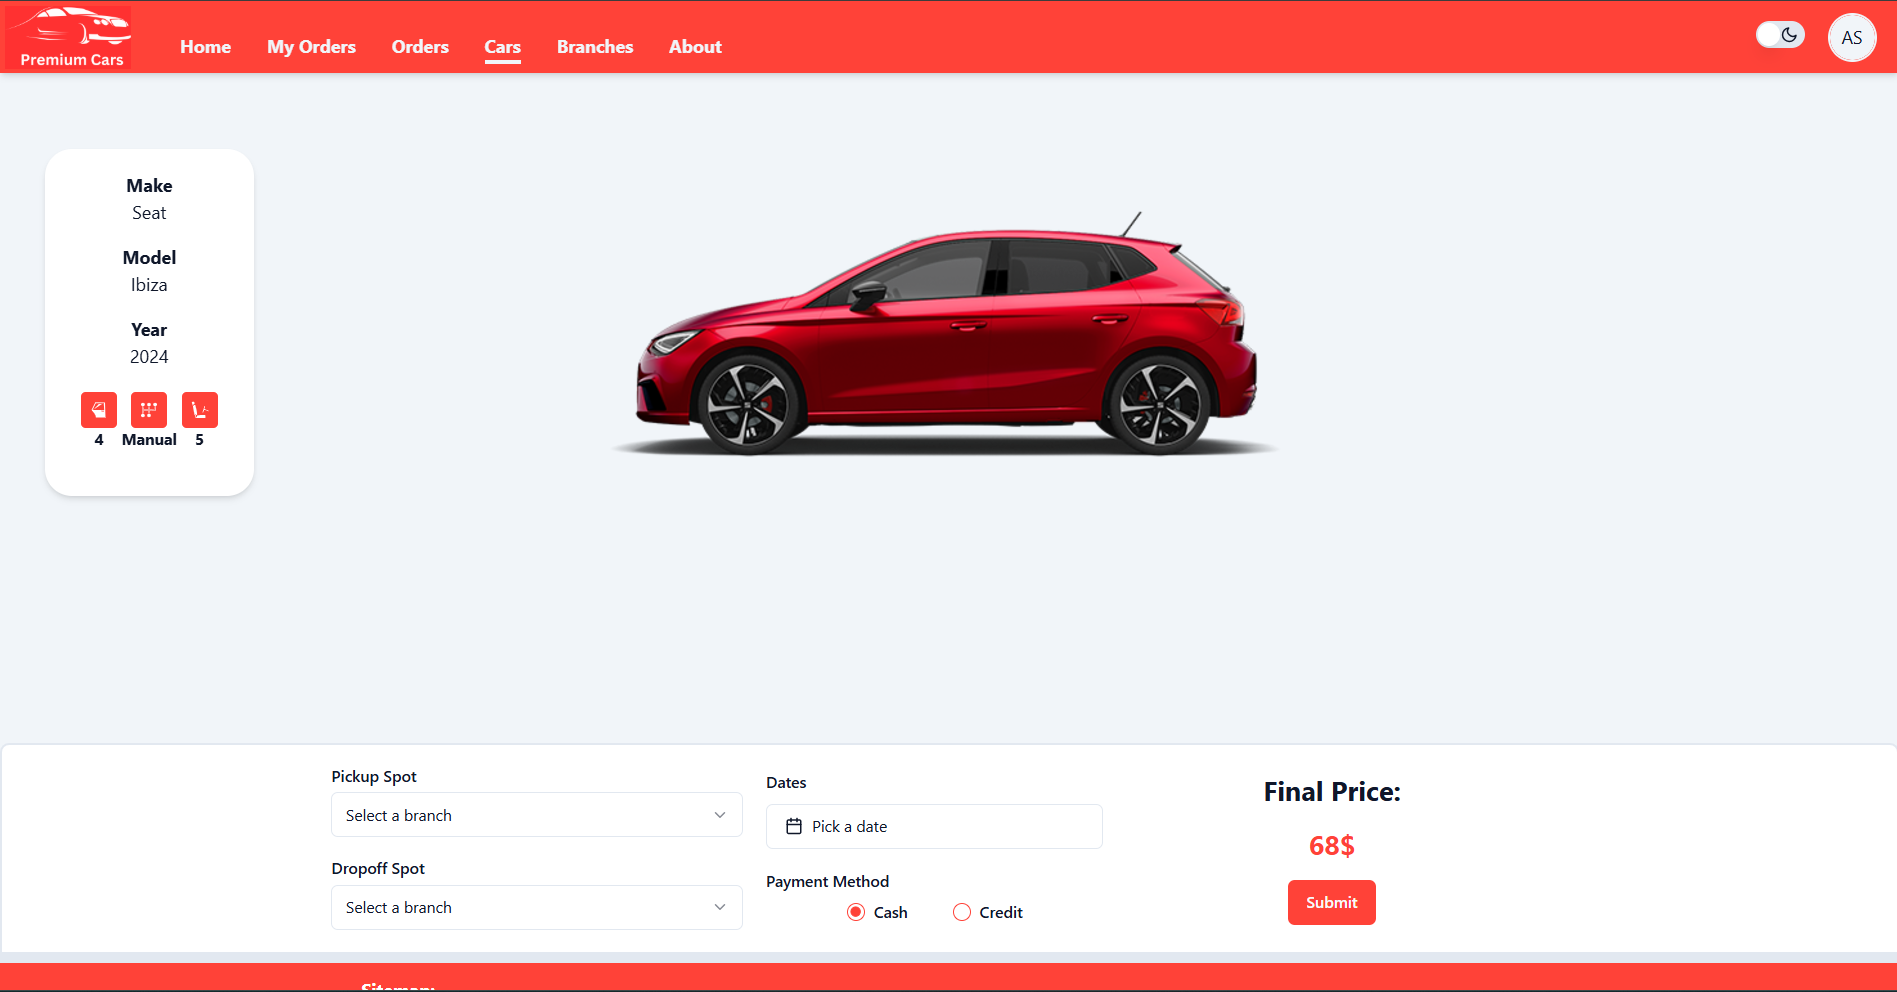 Premium Cars
Home
My Orders
Orders
Cars
Branches
About
AS
Make
Seat
Model
Ibiza
Year
2024
4
Manual
5
Pickup Spot
Select a branch
Dropoff Spot
Select a branch
Dates
Pick a date
Payment Method
Cash
Credit
Final Price:
68$
Submit
Sitemap: